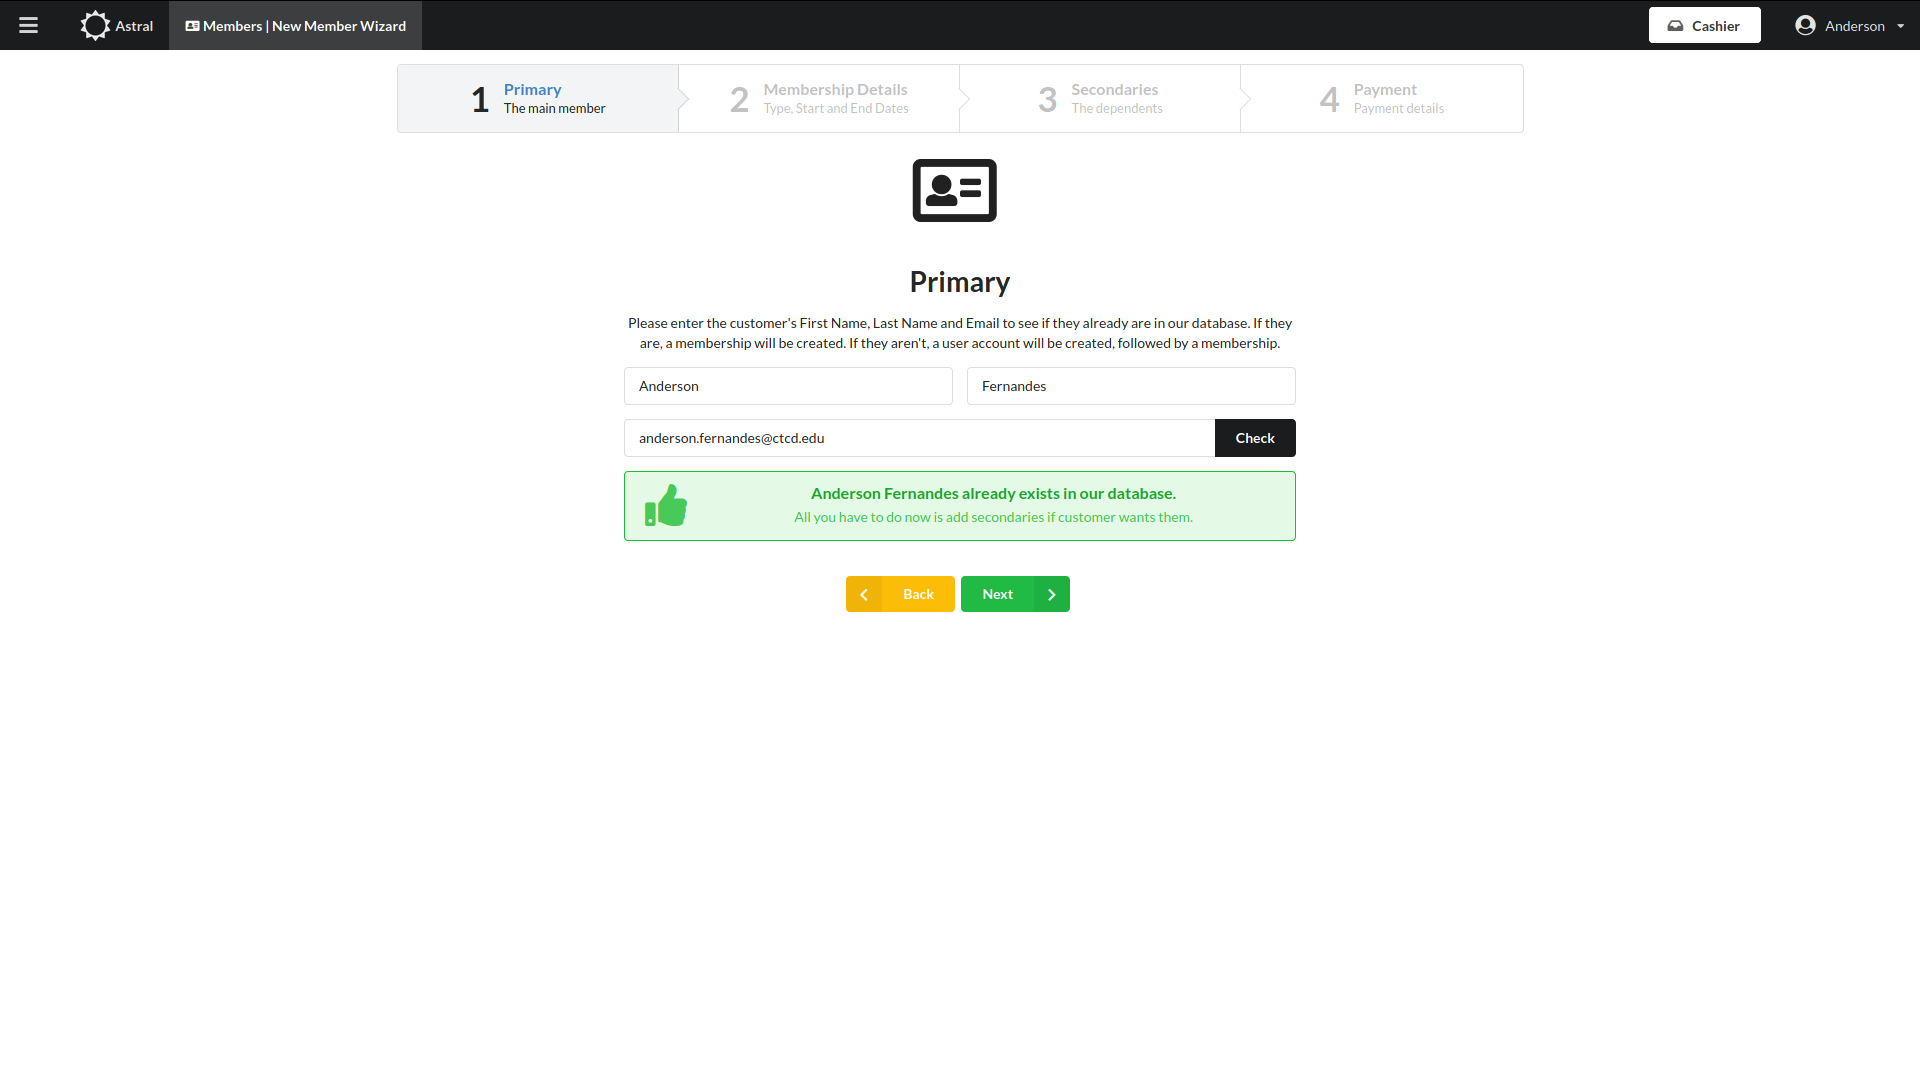 Astral
Members | New Member Wizard
Cashier
Anderson
1
Primary
The main member
2
Membership Details
Type, Start and End Dates
3
Secondaries
The dependents
4
Payment
Payment details
Primary
Please enter the customer's First Name, Last Name and Email to see if they already are in our database. If they
are, a membership will be created. If they aren't, a user account will be created, followed by a membership.
Anderson
Fernandes
anderson.fernandes@ctcd.edu
Check
Anderson Fernandes already exists in our database.
All you have to do now is add secondaries if customer wants them.
Back
Next